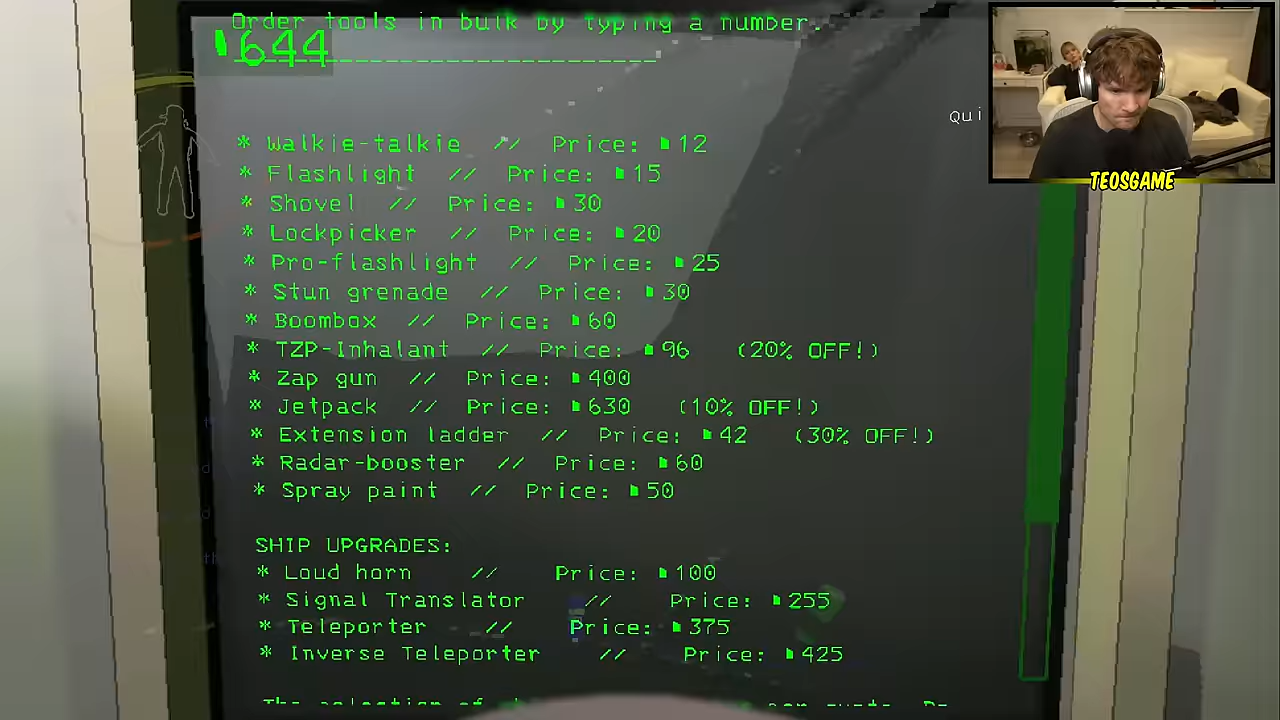 Order tools in bulk by typing a number.
644
Qui
* Walkie-talkie // Price: 12
* Flashlight // Price: 15
* Shovel // Price: 30
* Lockpicker // Price: 20
* Pro-flashlight // Price: 25
* Stun grenade // Price: 30
* Boombox // Price: 60
* TZP-Inhalant // Price: 96 (20% OFF!)
* Zap gun // Price: 400
* Jetpack // Price: 630 (10% OFF!)
* Extension ladder // Price: 42 (30% OFF!)
* Radar-booster // Price: 60
* Spray paint // Price: 50
SHIP UPGRADES:
* Loud horn // Price: 100
* Signal Translator // Price: 255
* Teleporter // Price: 375
* Inverse Teleporter // Price: 425
TEOSGAME